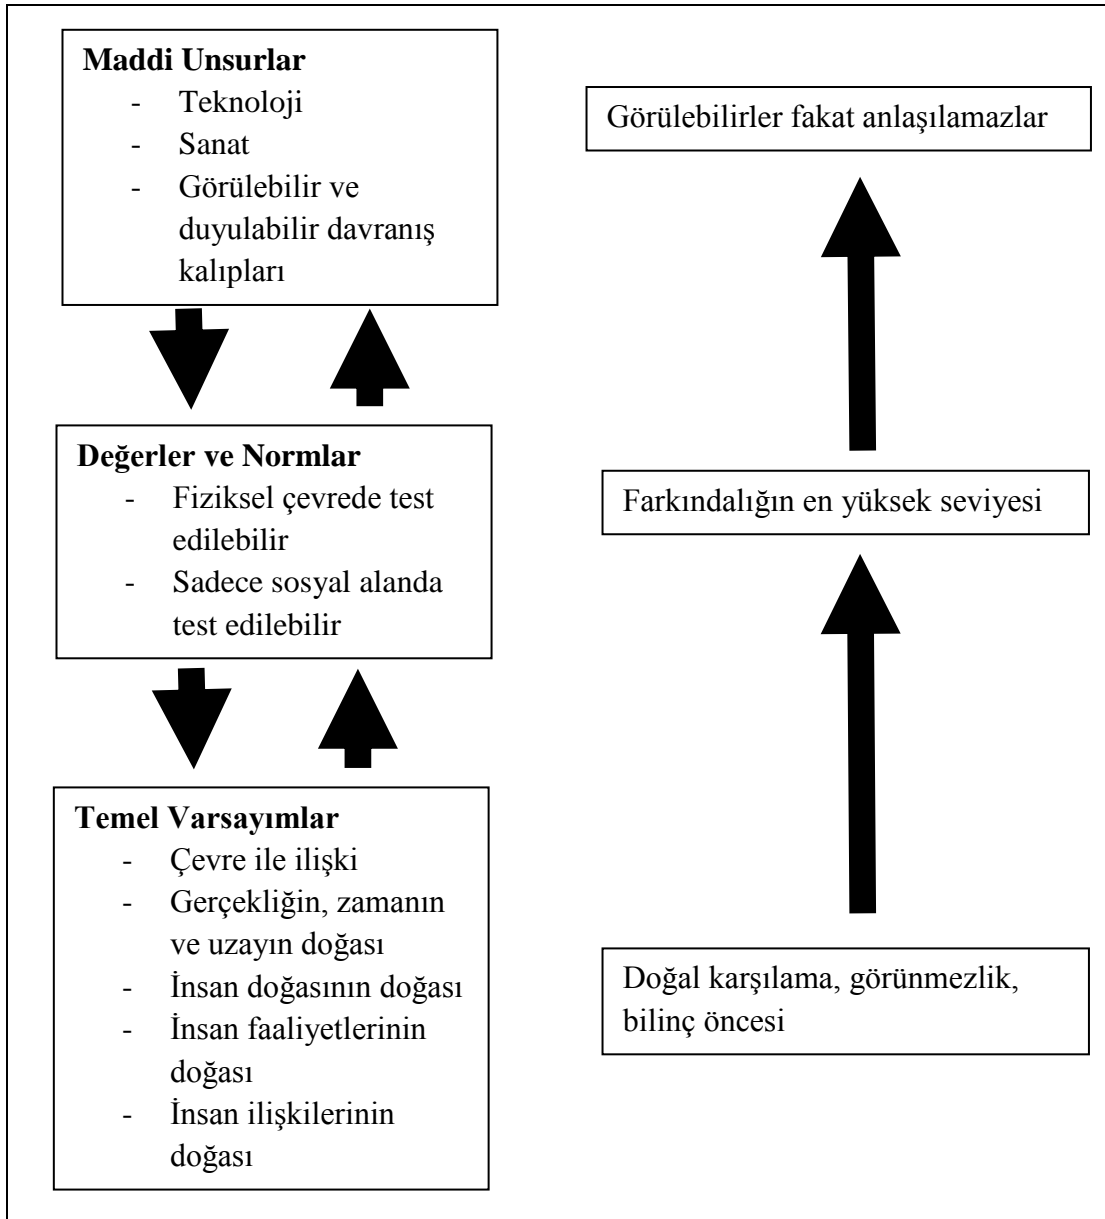 Maddi Unsurlar
- Teknoloji
- Sanat
- Görülebilir ve
duyulabilir davranış
kalıpları
Görülebilirler fakat anlaşılamazlar
Değerler ve Normlar
- Fiziksel çevrede test
edilebilir
- Sadece sosyal alanda
test edilebilir
Farkındalığın en yüksek seviyesi
Temel Varsayımlar
- Çevre ile ilişki
- Gerçekliğin, zamanın
ve uzayın doğası
- İnsan doğasının doğası
- İnsan faaliyetlerinin
doğası
- İnsan ilişkilerinin
doğası
Doğal karşılama, görünmezlik,
bilinç öncesi